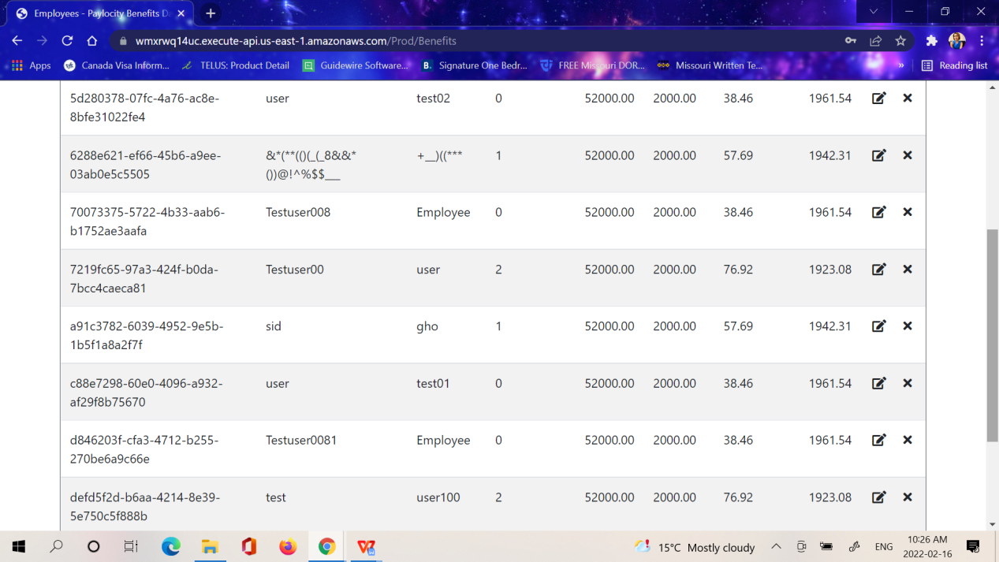 Employees - Paylocity Benefits Da
wmxrwq14uc.execute-api.us-east-1.amazonaws.com/Prod/Benefits
Apps Canada Visa Inform... TELUS: Product Detail Guidewire Software... B. Signature One Bedr... FREE Missouri DOR... Missouri Written Te... » Reading list
5d280378-07fc-4a76-ac8e- user test02 0 52000.00 2000.00 38.46 1961.54
8bfe31022fe4
6288e621-ef66-45b6-a9ee- &*(**(()(_(_8&&* +__)((*** 1 52000.00 2000.00 57.69 1942.31
03ab0e5c5505 ())@!^%$$___
70073375-5722-4b33-aab6- Testuser008 Employee 0 52000.00 2000.00 38.46 1961.54
b1752ae3aafa
7219fc65-97a3-424f-b0da- Testuser00 user 2 52000.00 2000.00 76.92 1923.08
7bcc4caeca81
a91c3782-6039-4952-9e5b- sid gho 1 52000.00 2000.00 57.69 1942.31
1b5f1a8a2f7f
c88e7298-60e0-4096-a932- user test01 0 52000.00 2000.00 38.46 1961.54
af29f8b75670
d846203f-cfa3-4712-b255- Testuser0081 Employee 0 52000.00 2000.00 38.46 1961.54
270be6a9c66e
defd5f2d-b6aa-4214-8e39- test user100 2 52000.00 2000.00 76.92 1923.08
5e750c5f888b
15°C Mostly cloudy ENG 10:26 AM
2022-02-16